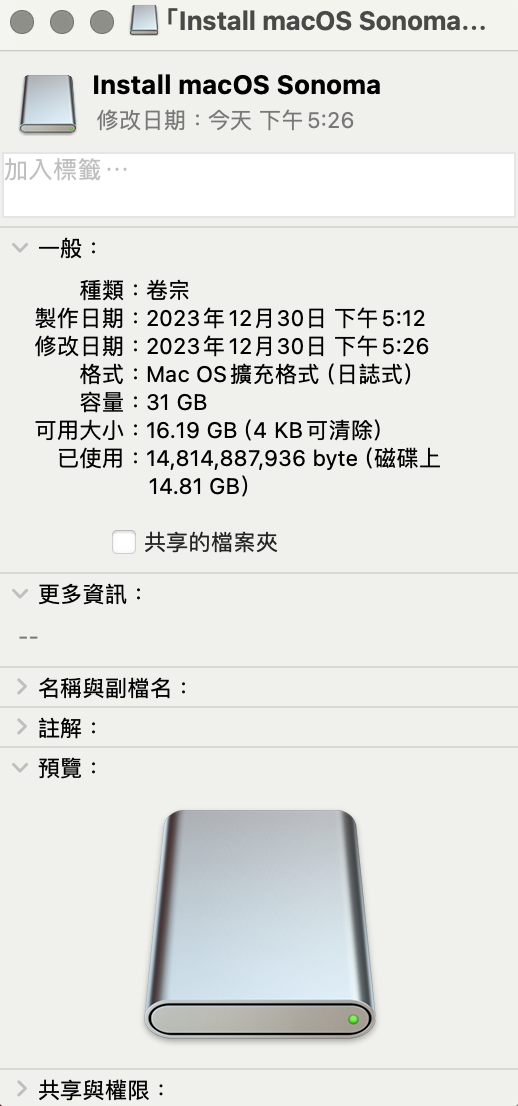 「Install macOS Sonoma...
Install macOS Sonoma
修改日期：今天 下午5:26
加入標籤⋯
一般：
種類：卷宗
製作日期：2023年12月30日 下午5:12
修改日期：2023年12月30日 下午5:26
格式：Mac OS擴充格式（日誌式）
容量：31 GB
可用大小：16.19 GB（4 KB可清除）
已使用：14,814,887,936 byte（磁碟上
14.81 GB）
共享的檔案夾
更多資訊：
--
名稱與副檔名：
註解：
預覽：
共享與權限：